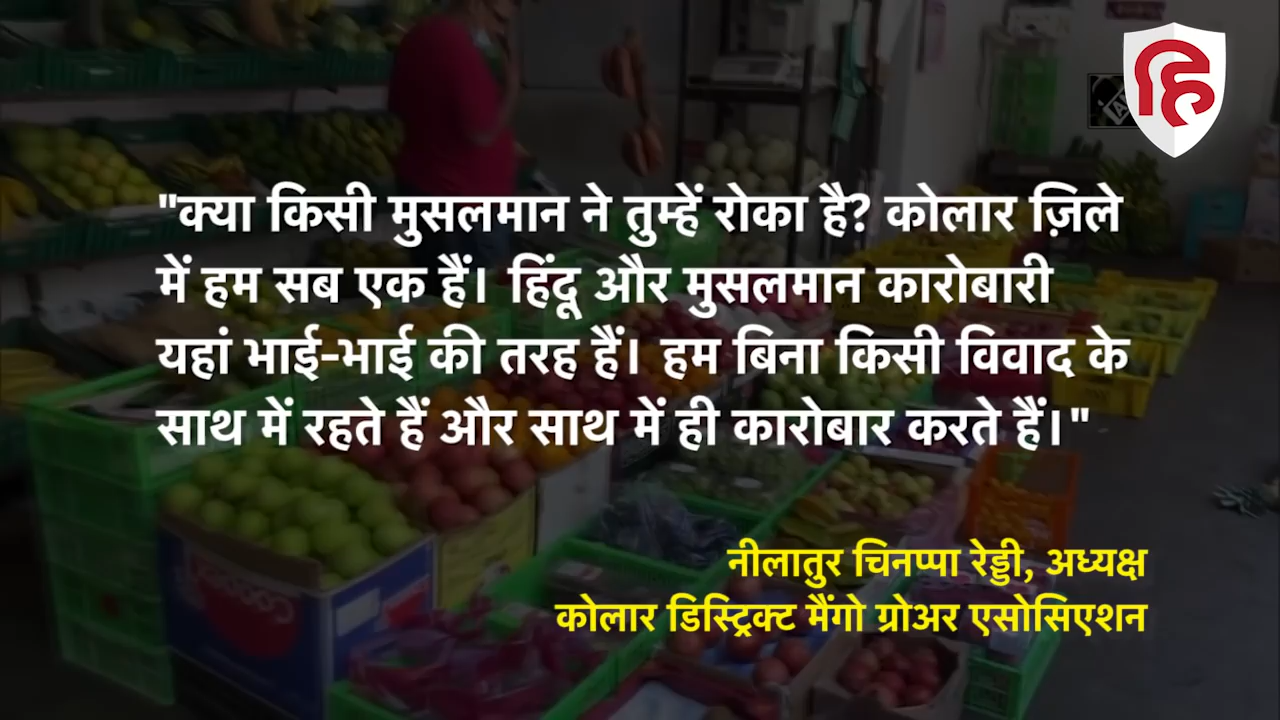 "क्या किसी मुसलमान ने तुम्हें रोका है? कोलार ज़िले
में हम सब एक हैं। हिंदू और मुसलमान कारोबारी
यहां भाई-भाई की तरह हैं। हम बिना किसी विवाद के
साथ में रहते हैं और साथ में ही कारोबार करते हैं।"
नीलातुर चिनप्पा रेड्डी, अध्यक्ष
कोलार डिस्ट्रिक्ट मैंगो ग्रोअर एसोसिएशन